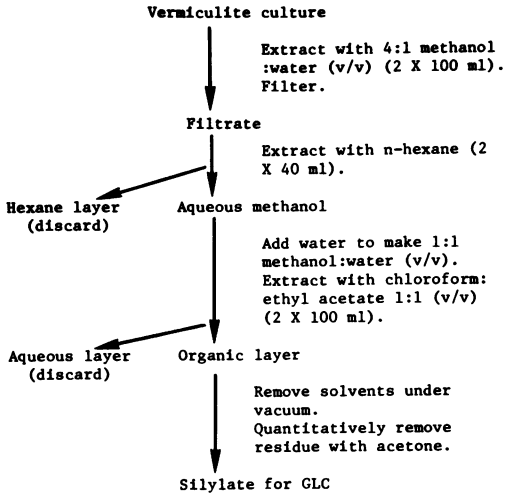 Vermiculite culture
Extract with 4:1 methanol
:water (v/v) (2 X 100 ml).
Filter.
Filtrate
Extract with n-hexane (2
X 40 ml).
Hexane layer
(discard)
Aqueous methanol
Add water to make 1:1
methanol:water (v/v).
Extract with chloroform:
ethyl acetate 1:1 (v/v)
(2 X 100 ml).
Aqueous layer
(discard)
Organic layer
Remove solvents under
vacuum.
Quantitatively remove
residue with acetone.
Silylate for GLC